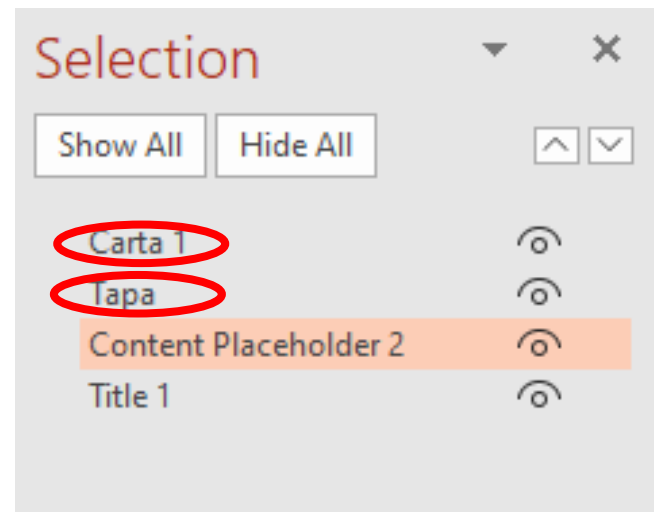 Selection
Show All Hide All
Carta 1
Tapa
Content Placeholder 2
Title 1